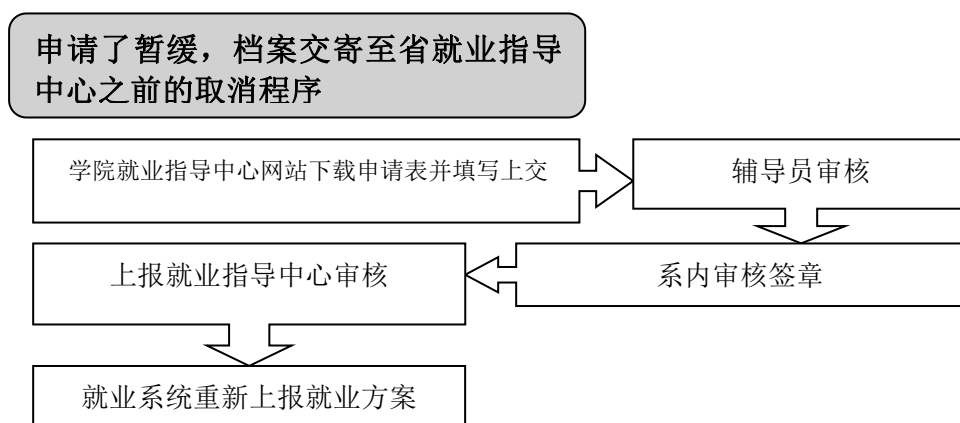 申请了暂缓，档案交寄至省就业指导
中心之前的取消程序
学院就业指导中心网站下载申请表并填写上交
辅导员审核
系内审核签章
上报就业指导中心审核
就业系统重新上报就业方案